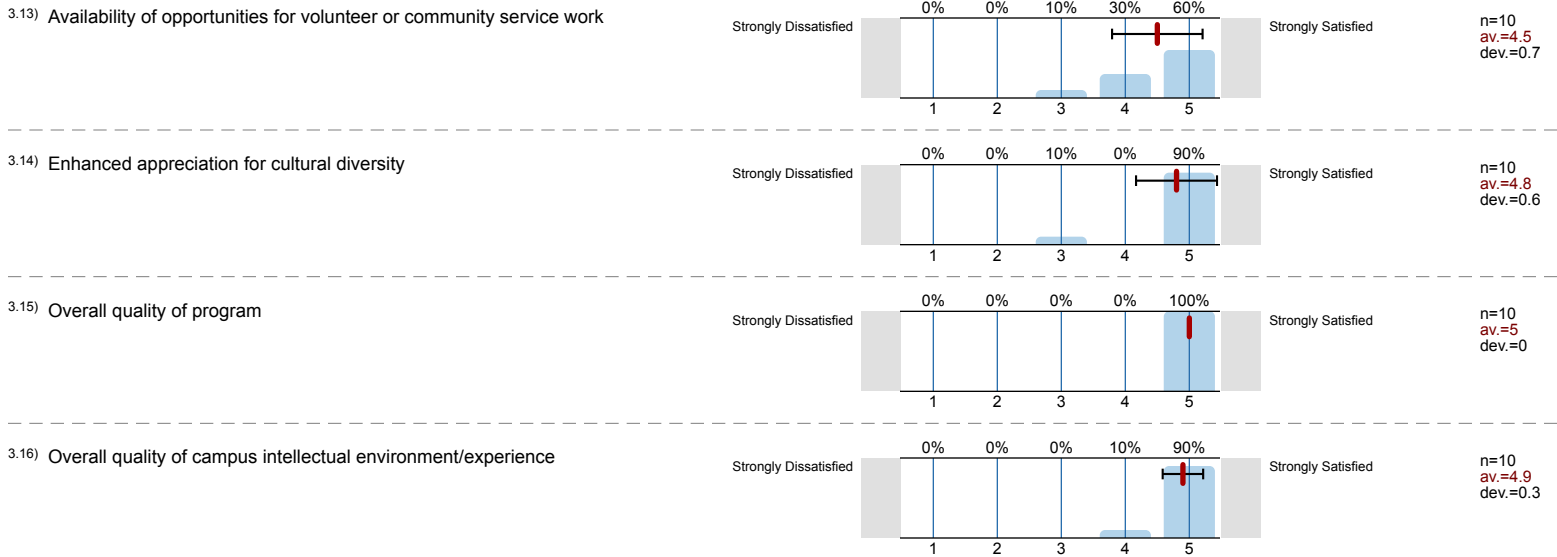 3.13) Availability of opportunities for volunteer or community service work
0% 0% 10% 30% 60%
Strongly Dissatisfied
Strongly Satisfied
n=10
av.=4.5
dev.=0.7
1 2 3 4 5
3.14) Enhanced appreciation for cultural diversity
0% 0% 10% 0% 90%
Strongly Dissatisfied
Strongly Satisfied
n=10
av.=4.8
dev.=0.6
1 2 3 4 5
3.15) Overall quality of program
0% 0% 0% 0% 100%
Strongly Dissatisfied
Strongly Satisfied
n=10
av.=5
dev.=0
1 2 3 4 5
3.16) Overall quality of campus intellectual environment/experience
0% 0% 0% 10% 90%
Strongly Dissatisfied
Strongly Satisfied
n=10
av.=4.9
dev.=0.3
1 2 3 4 5